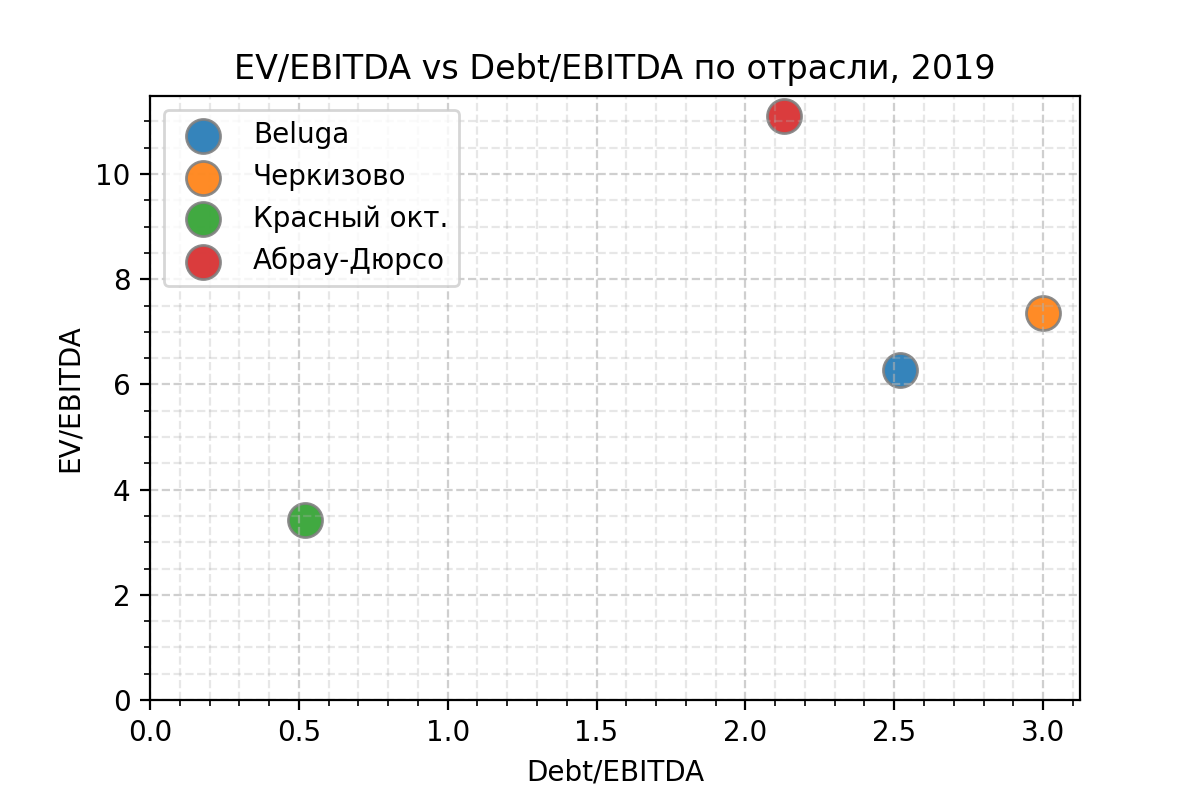 EV/EBITDA vs Debt/EBITDA по отрасли, 2019
Beluga
Черкизово
Красный окт.
Абрау-Дюрсо
EV/EBITDA
10
8
6
4
2
0
0.0 0.5 1.0 1.5 2.0 2.5 3.0
Debt/EBITDA